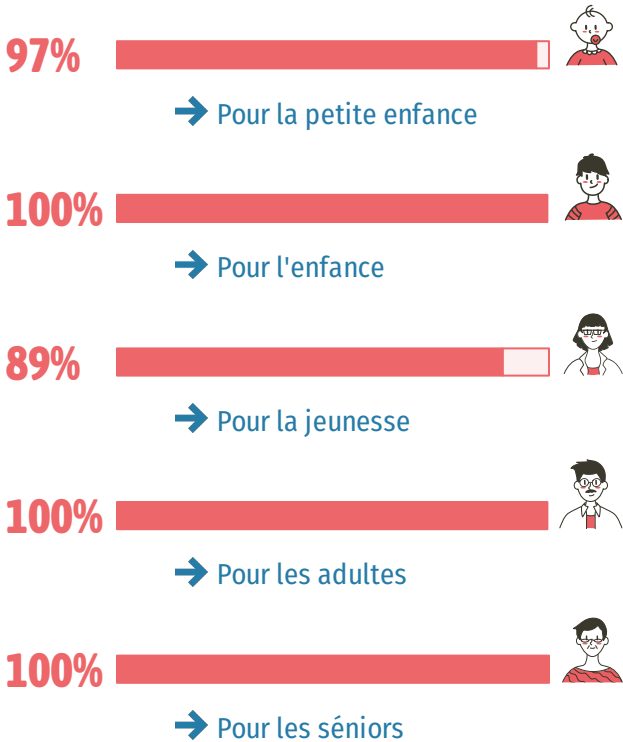 97%
Pour la petite enfance
100%
Pour l'enfance
89%
Pour la jeunesse
100%
Pour les adultes
100%
Pour les séniors